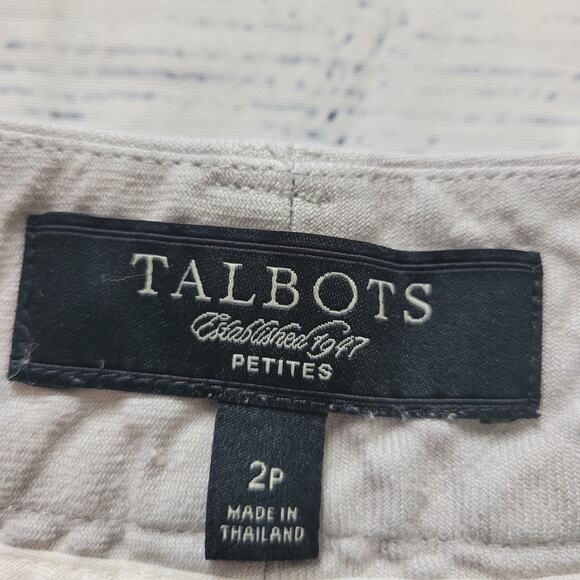 TALBOTS
Established 1947
PETITES
2P
MADE IN
THAILAND